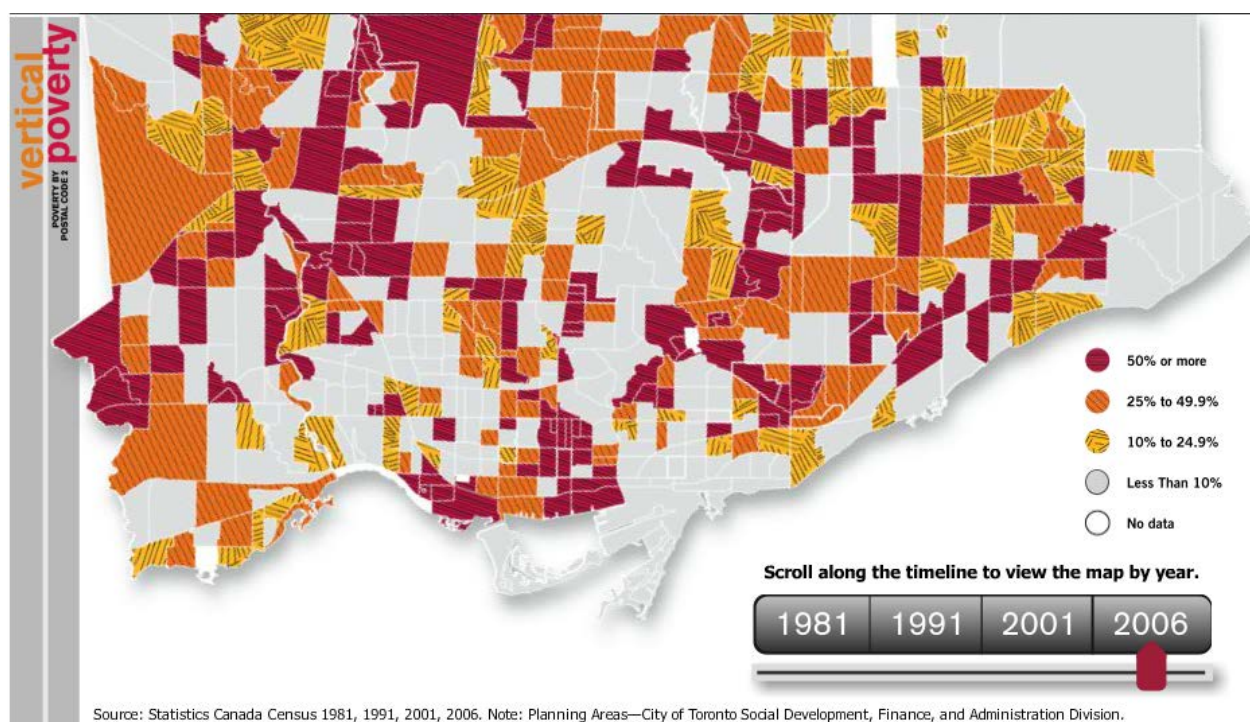 vertical
poverty
POVERTY BY
POSTAL CODE 2
50% or more
25% to 49.9%
10% to 24.9%
Less Than 10%
No data
Scroll along the timeline to view the map by year.
1981 1991 2001 2006
Source: Statistics Canada Census 1981, 1991, 2001, 2006. Note: Planning Areas—City of Toronto Social Development, Finance, and Administration Division.